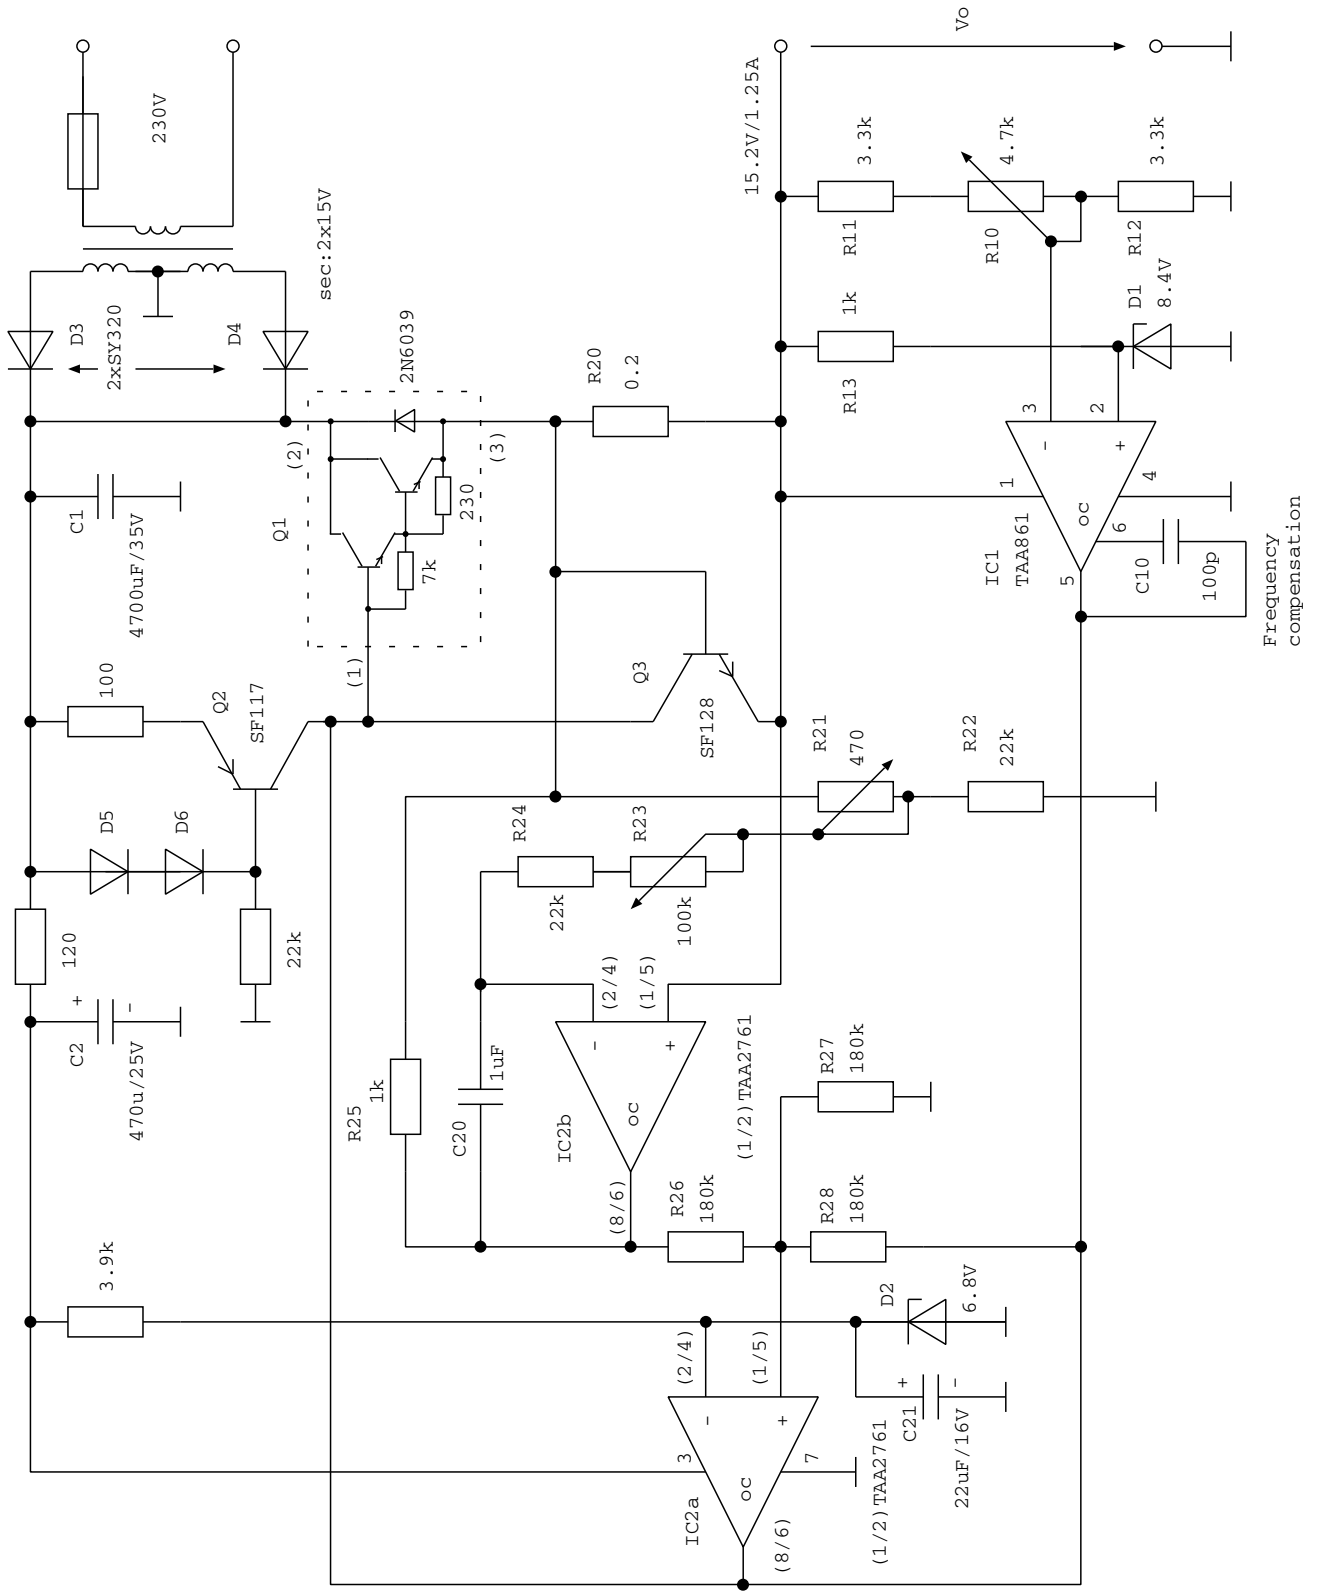 230V
sec:2x15V
D3
2xSY320
D4
C1
4700uF/35V
100
Q2
SF117
D5
D6
120
22k
C2
+
-
470u/25V
3.9k
Q1
2N6039
(2)
(3)
(1)
230
7k
R20
0.2
15.2V/1.25A
Vo
R11
3.3k
R10
4.7k
R12
3.3k
R13
1k
D1
8.4V
3
2
-
+
1
4
oc
6
5
IC1
TAA861
C10
100p
Frequency
compensation
Q3
SF128
R21
470
R22
22k
R24
22k
R23
100k
(2/4)
(1/5)
-
+
oc
IC2b
(1/2)TAA2761
(8/6)
R25
1k
C20
1uF
R27
180k
R26
180k
R28
180k
D2
6.8V
(2/4)
(1/5)
-
+
3
7
oc
IC2a
(8/6)
(1/2)TAA2761
C21
+
-
22uF/16V